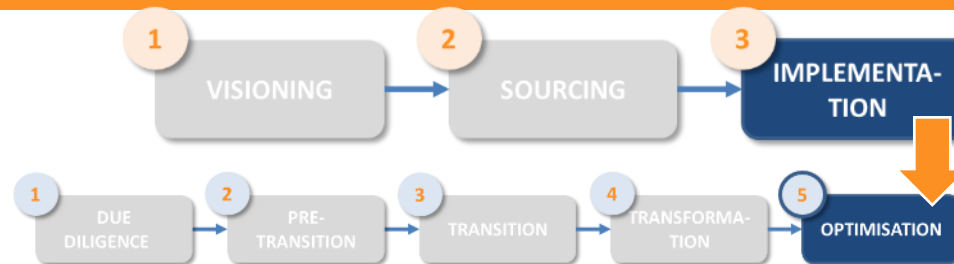 1
VISIONING
2
SOURCING
3
IMPLEMENTA-
TION
1
DUE
DILIGENCE
2
PRE-
TRANSITION
3
TRANSITION
4
TRANSFORMA-
TION
5
OPTIMISATION